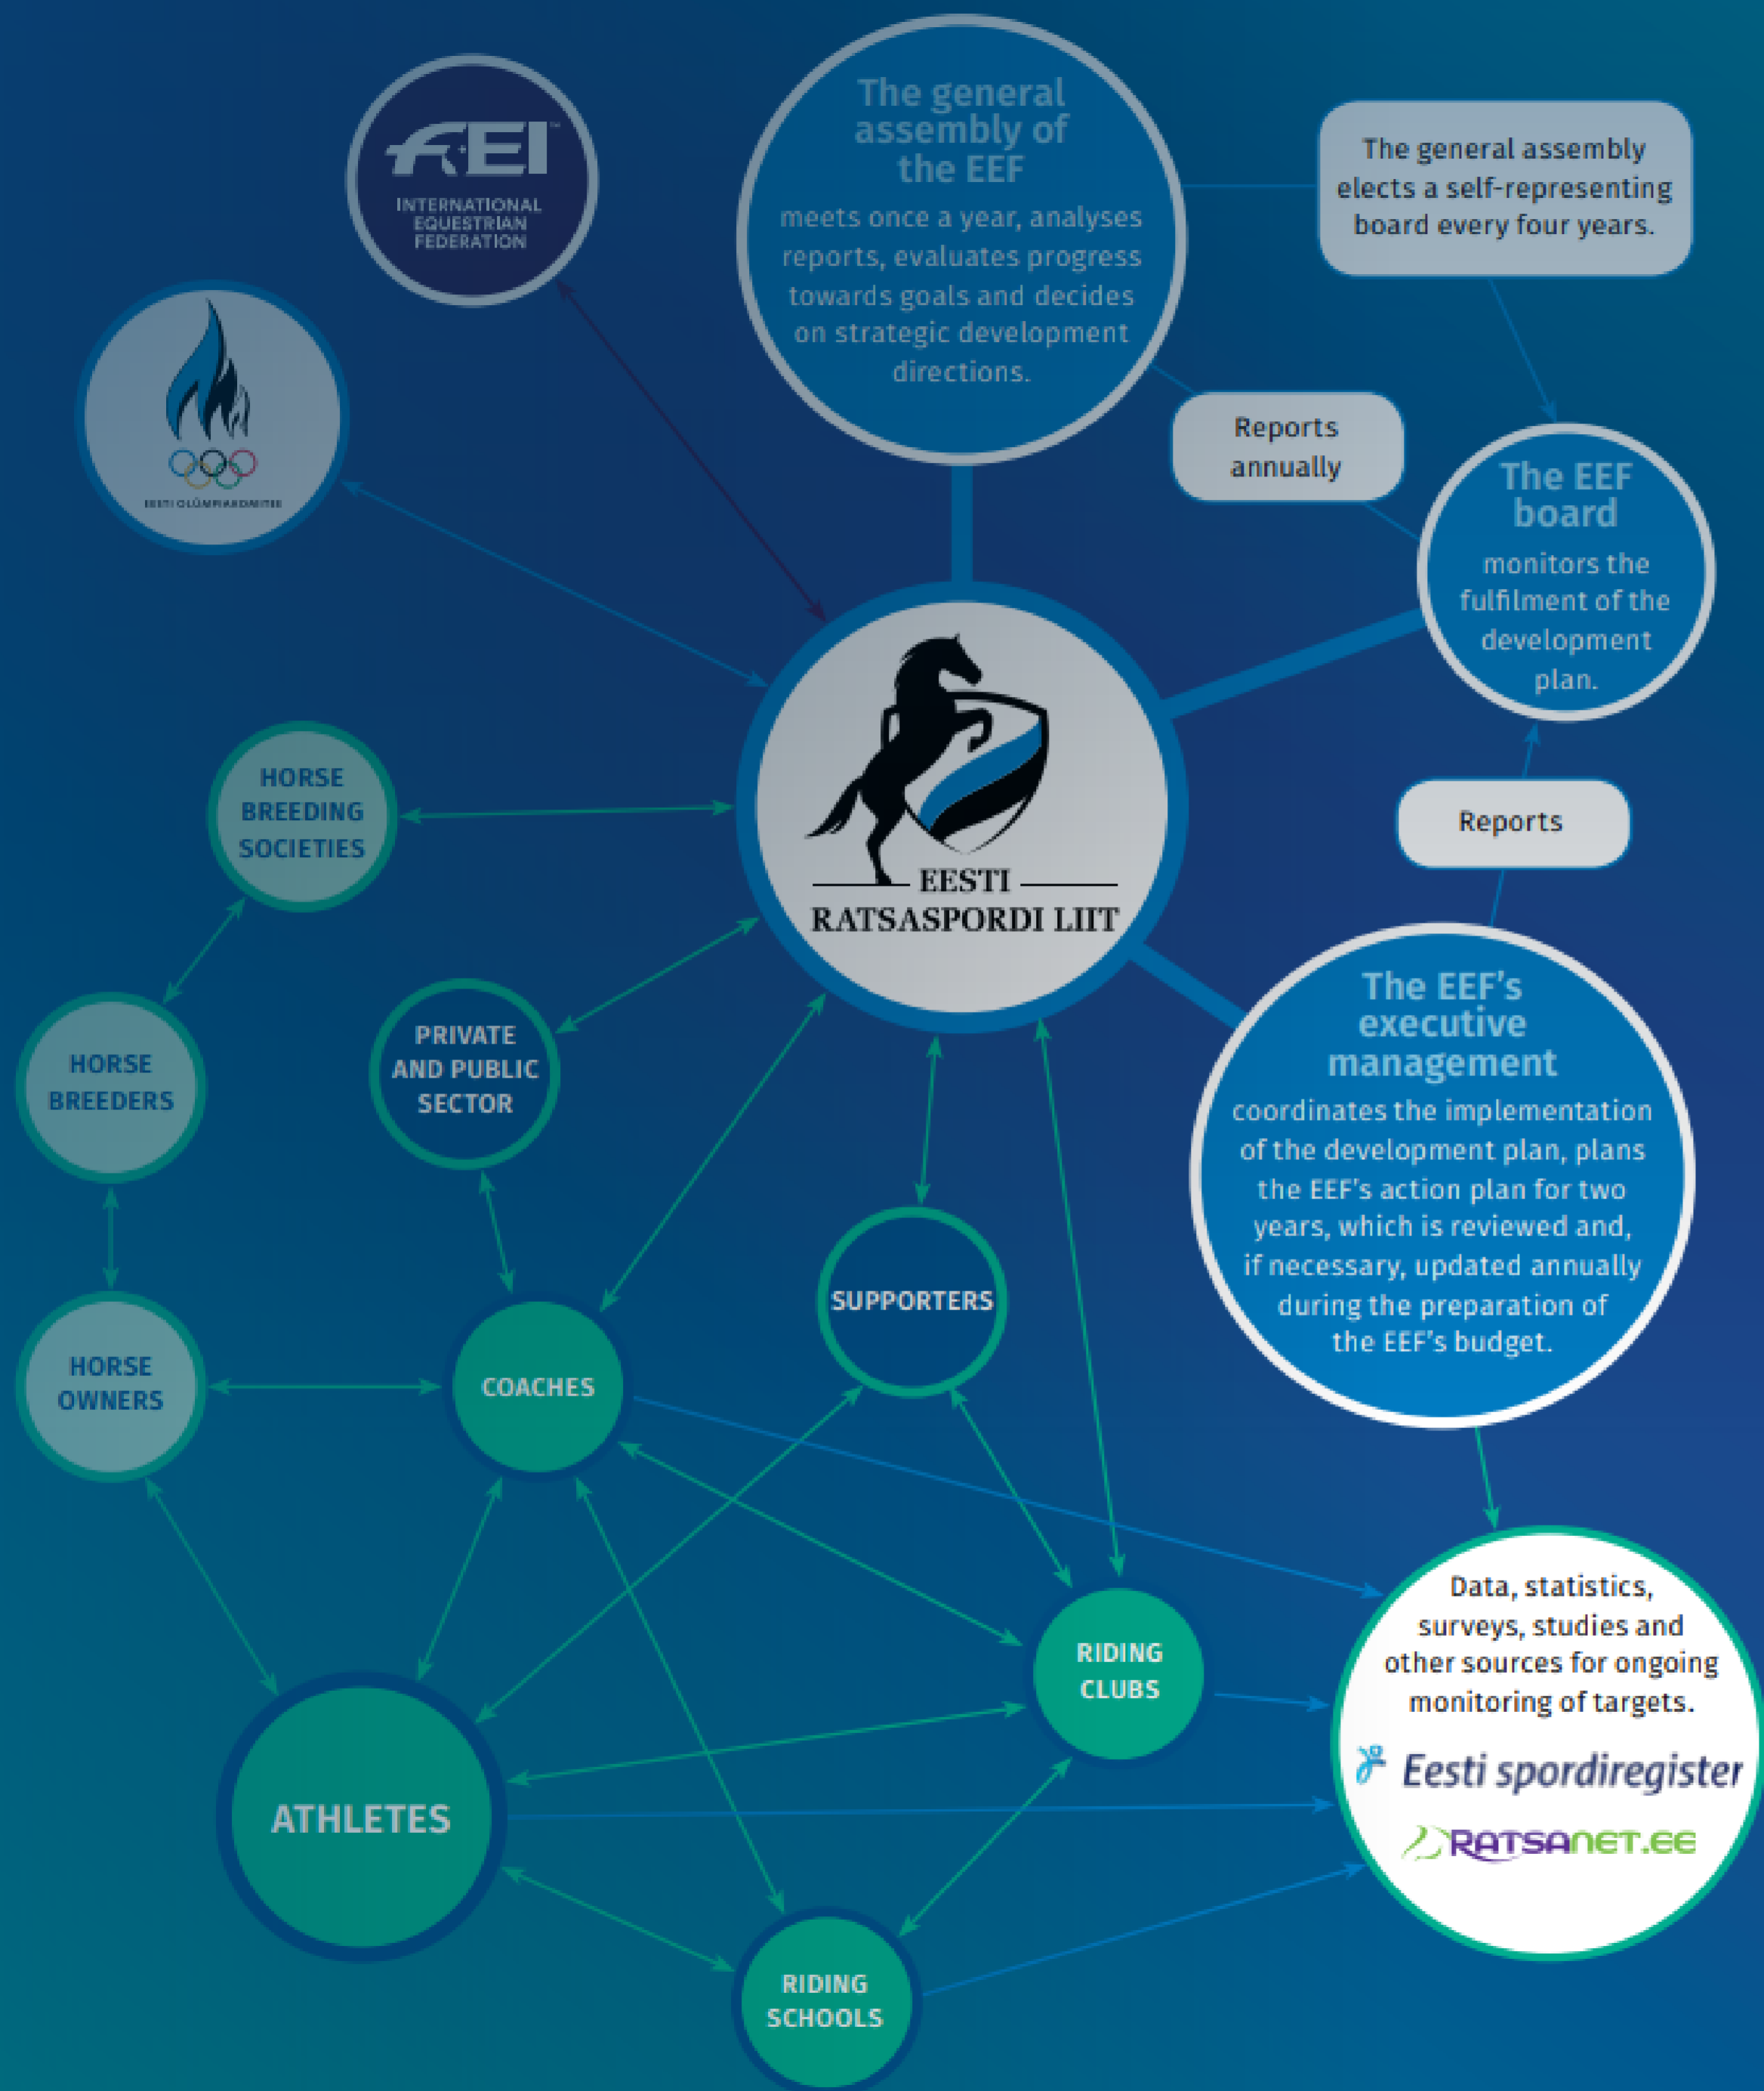 FEI
INTERNATIONAL
EQUESTRIAN
FEDERATION
The general
assembly of
the EEF
meets once a year, analyses
reports, evaluates progress
towards goals and decides
on strategic development
directions.
The general assembly
elects a self-representing
board every four years.
EESTI OLÜMPIAKOMITEE
Reports
annually
The EEF
board
monitors the
fulfilment of the
development
plan.
HORSE
BREEDING
SOCIETIES
EESTI
RATSASPORDI LIIT
Reports
HORSE
BREEDERS
PRIVATE
AND PUBLIC
SECTOR
The EEF's
executive
management
coordinates the implementation
of the development plan, plans
the EEF's action plan for two
years, which is reviewed and,
if necessary, updated annually
during the preparation of
the EEF's budget.
SUPPORTERS
HORSE
OWNERS
COACHES
Data, statistics,
surveys, studies and
other sources for ongoing
monitoring of targets.
Eesti spordiregister
RATSANET.EE
RIDING
CLUBS
ATHLETES
RIDING
SCHOOLS